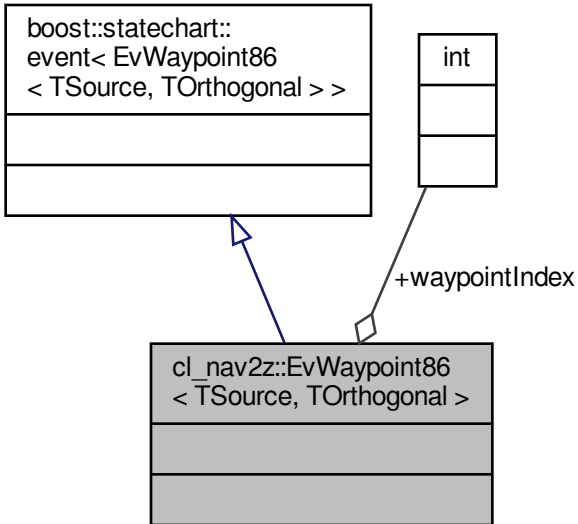 boost::statechart::
event< EvWaypoint86
< TSource, TOrthogonal > >
int
+waypointIndex
cl_nav2z::EvWaypoint86
< TSource, TOrthogonal >